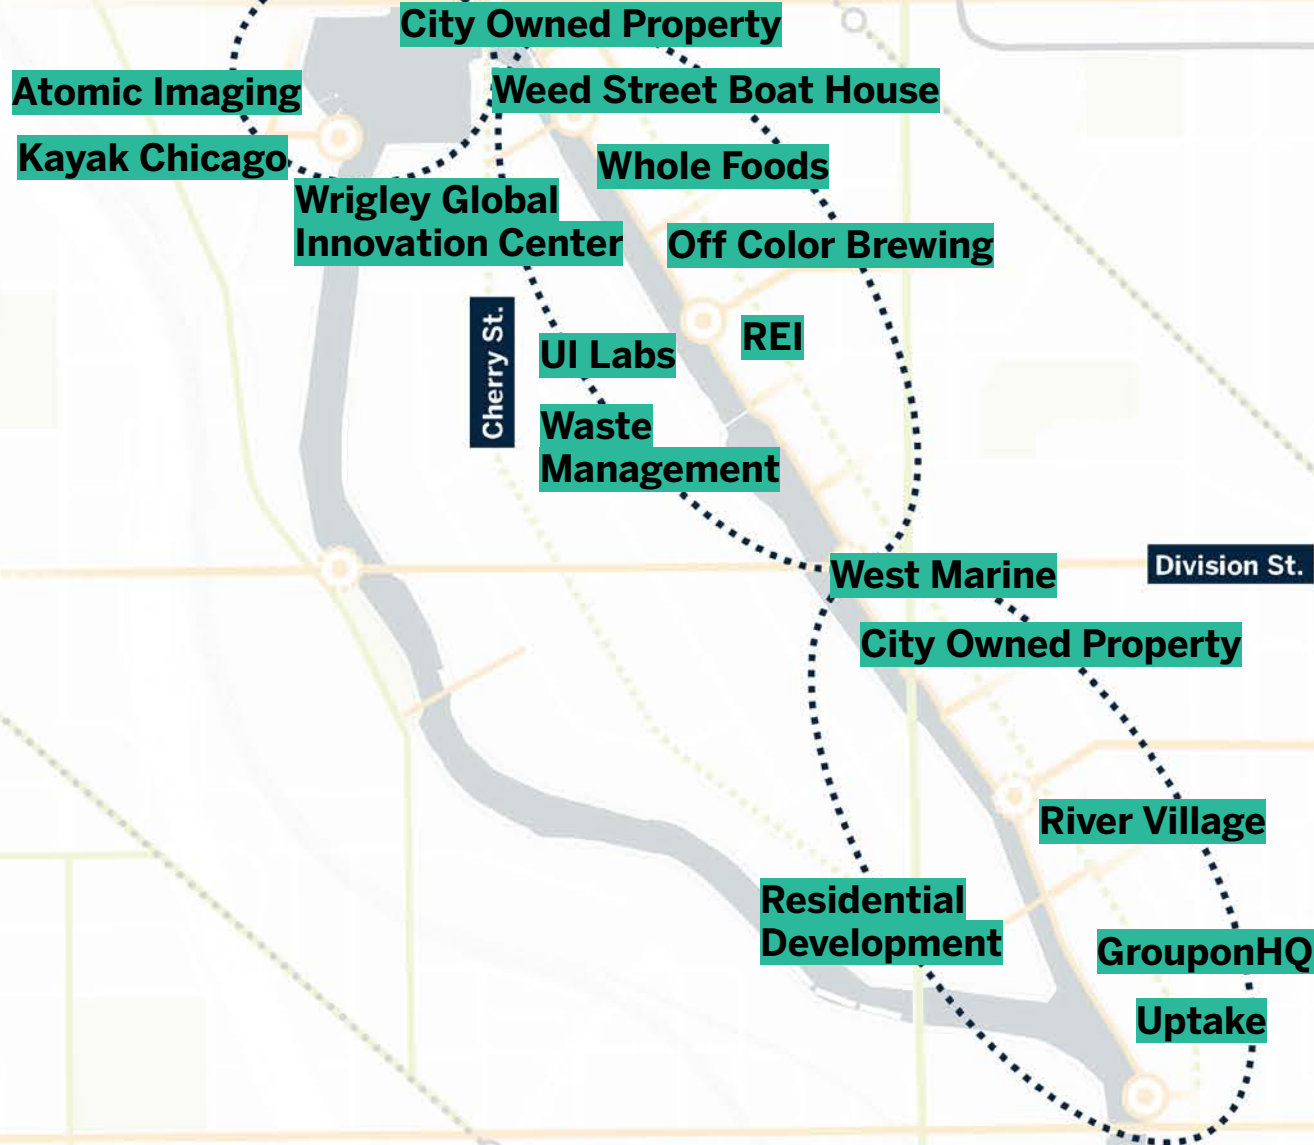 City Owned Property
Atomic Imaging
Weed Street Boat House
Kayak Chicago
Whole Foods
Wrigley Global
Innovation Center
Off Color Brewing
Cherry St.
REI
UI Labs
Waste
Management
Division St.
West Marine
City Owned Property
River Village
Residential
Development
GrouponHQ
Uptake